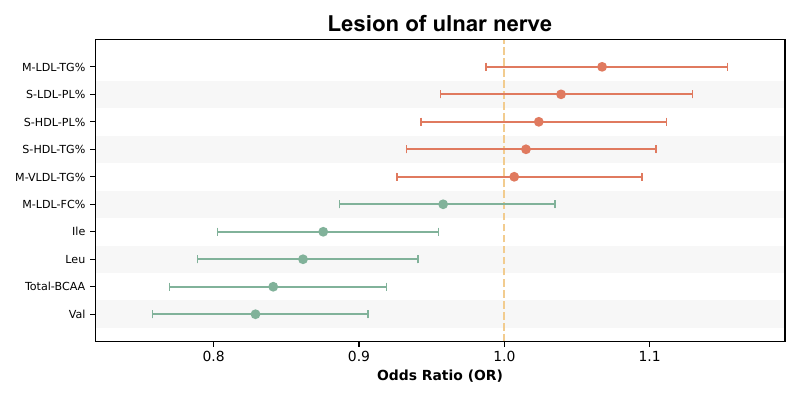 Lesion of ulnar nerve
M-LDL-TG%
S-LDL-PL%
S-HDL-PL%
S-HDL-TG%
M-VLDL-TG%
M-LDL-FC%
Ile
Leu
Total-BCAA
Val
0.8 0.9 1.0 1.1
Odds Ratio (OR)